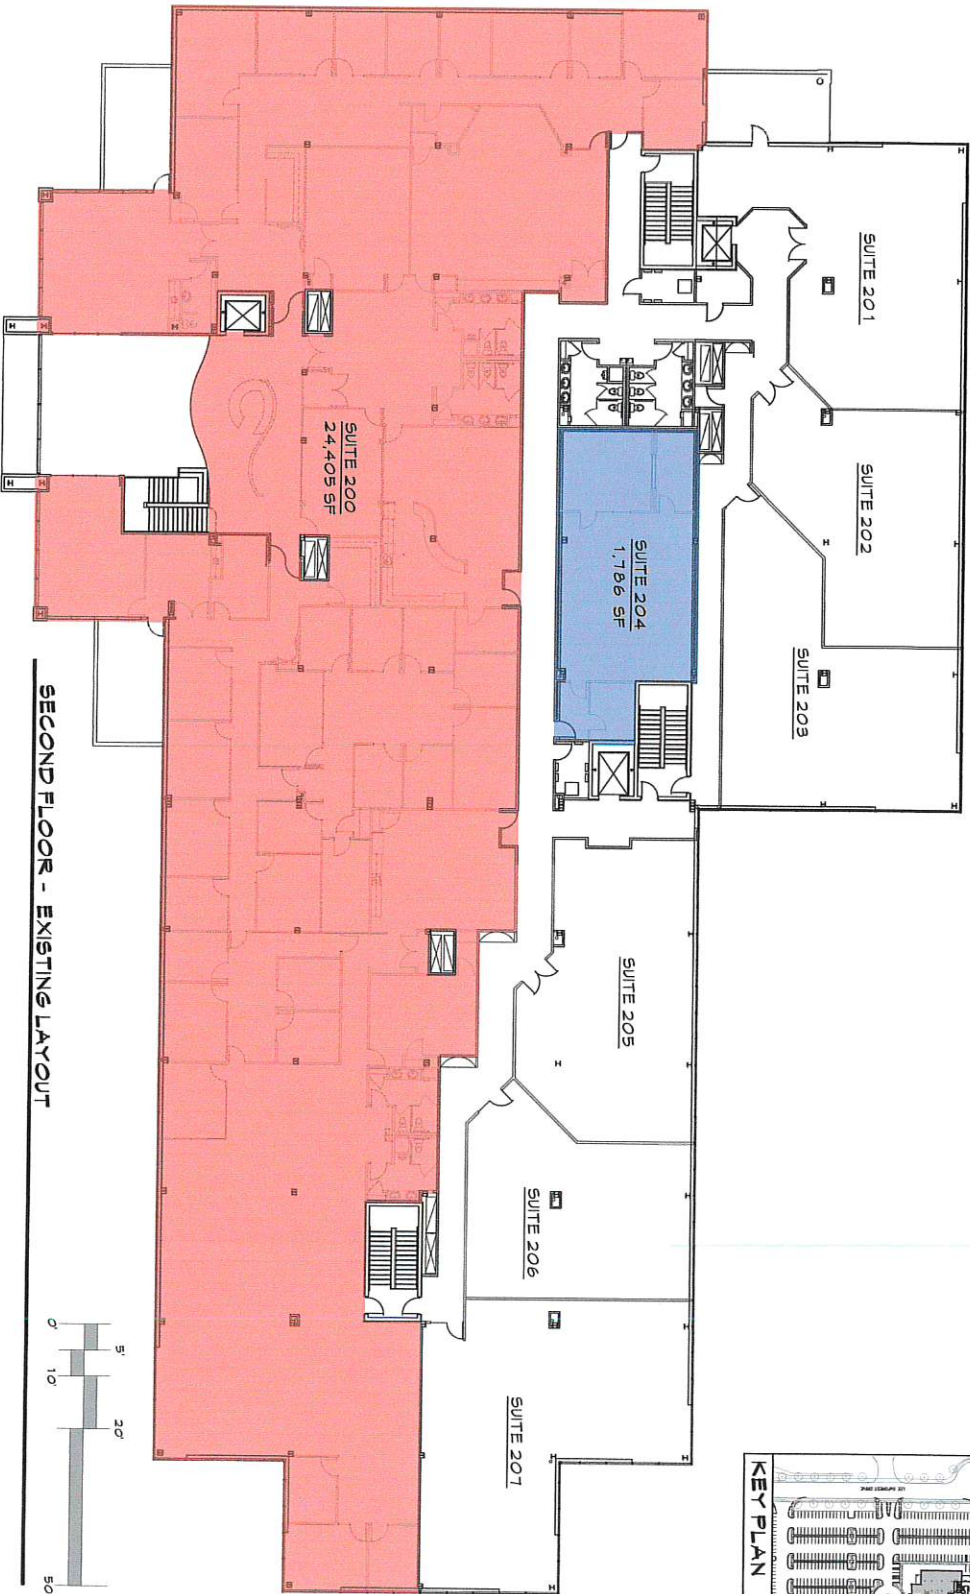 SUITE 201
SUITE 202
SUITE 203
SUITE 200
24,405 SF
SUITE 204
1,786 SF
SUITE 205
SUITE 206
SUITE 207
SECOND FLOOR - EXISTING LAYOUT
0'
5'
10'
20'
50
KEY PLAN